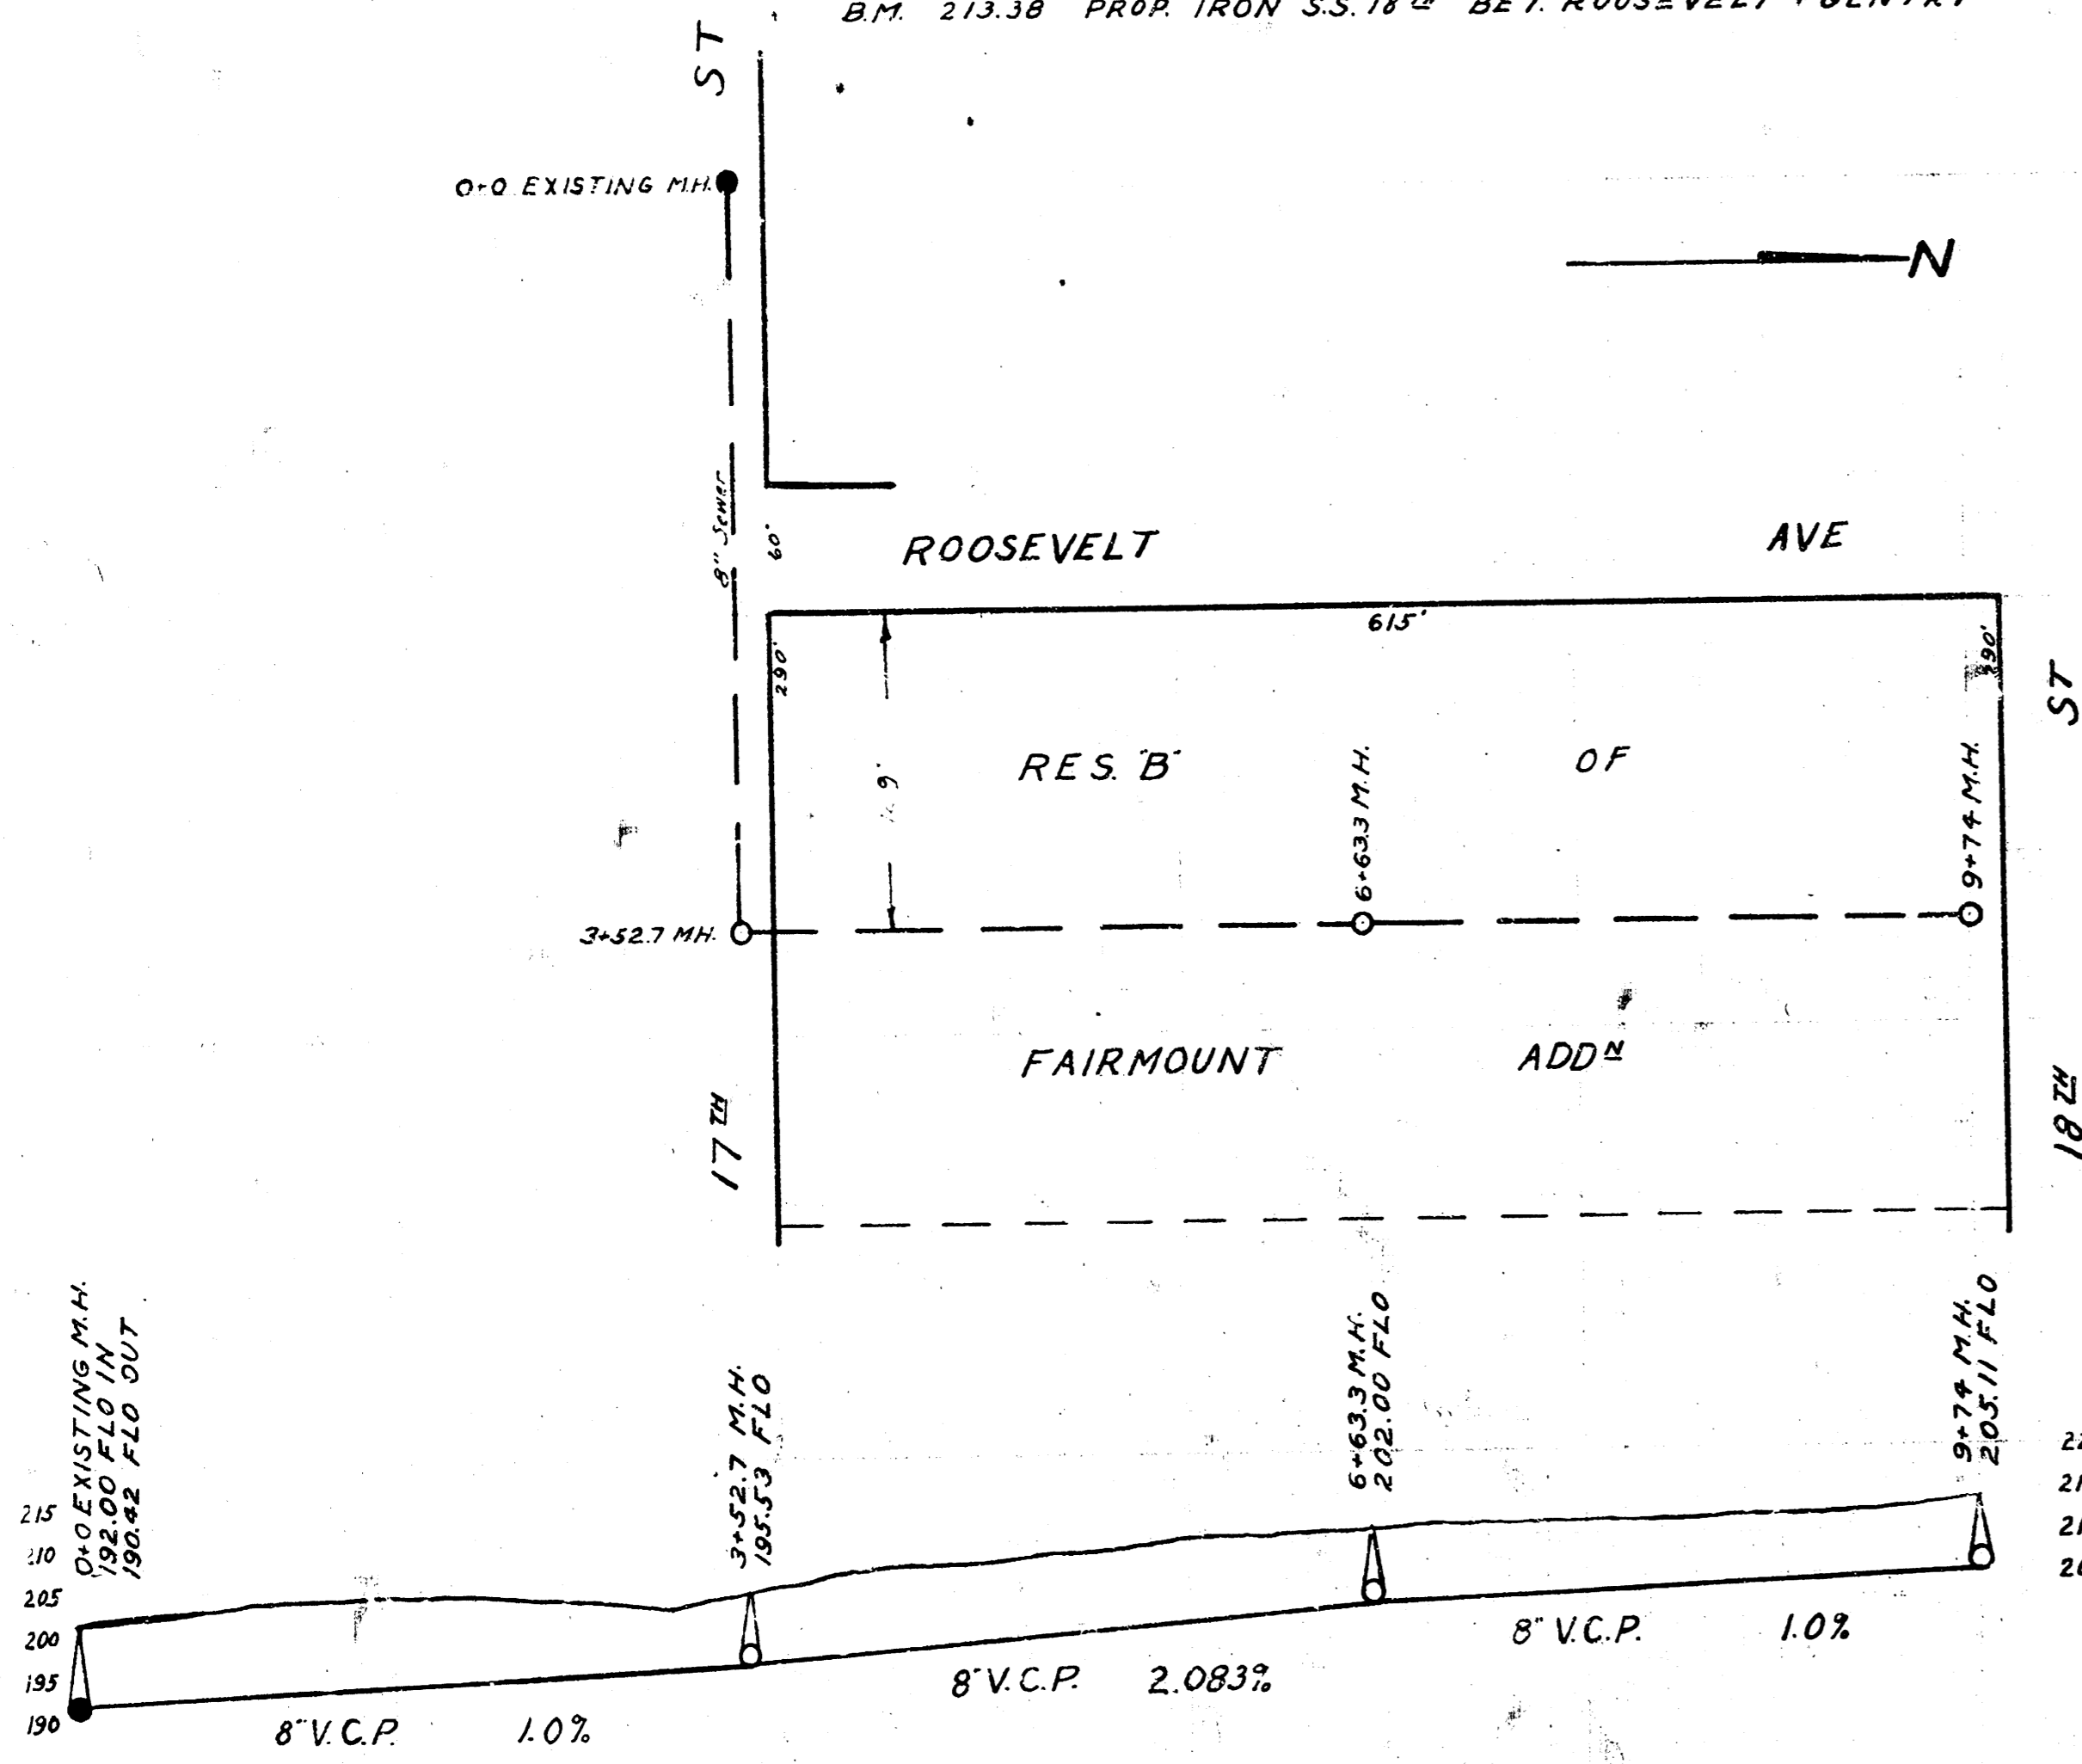 B.M. 213.38 PROP. IRON S.S. 18TH BET. ROOSEVELT + GENTRY
ST
0+0 EXISTING M.H.
N
8" Sewer
60'
ROOSEVELT AVE
615'
290'
290'
ST
RES. "B" OF
6+63.3 M.H.
9+74 M.H.
3+52.7 M.H.
FAIRMOUNT ADDN
17TH
18TH
0+0 EXISTING M.H.
192.00 FLO IN
190.42 FLO OUT
3+52.7 M.H.
195.53 FLO
6+63.3 M.H.
202.00 FLO
9+74 M.H.
205.11 FLO
215
210
205
200
195
190
8" V.C.P. 1.0%
8" V.C.P. 2.083%
8" V.C.P. 1.0%